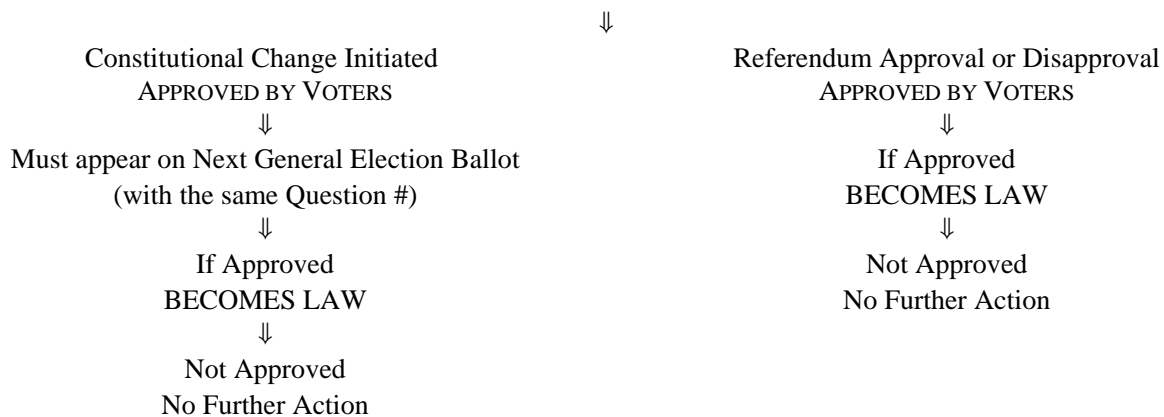 ⇓
Constitutional Change Initiated
APPROVED BY VOTERS
⇓
Must appear on Next General Election Ballot
(with the same Question #)
⇓
If Approved
BECOMES LAW
⇓
Not Approved
No Further Action
Referendum Approval or Disapproval
APPROVED BY VOTERS
⇓
If Approved
BECOMES LAW
⇓
Not Approved
No Further Action